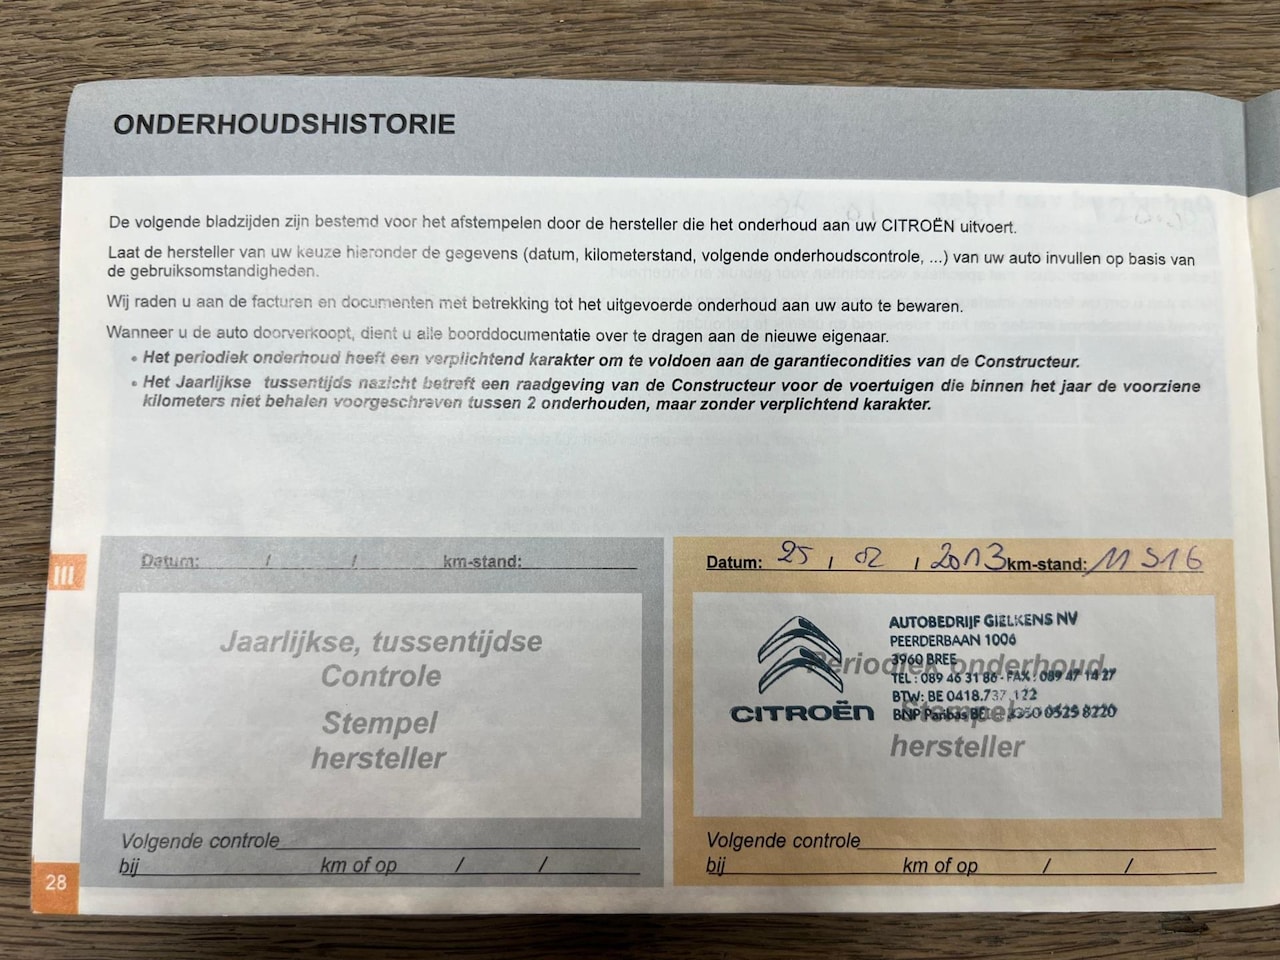 ONDERHOUDSHISTORIE
De volgende bladzijden zijn bestemd voor het afstempelen door de hersteller die het onderhoud aan uw CITROËN uitvoert.
Laat de hersteller van uw keuze hieronder de gegevens (datum, kilometerstand, volgende onderhoudscontrole, ...) van uw auto invullen op basis van
de gebruiksomstandigheden.
Wij raden u aan de facturen en documenten met betrekking tot het uitgevoerde onderhoud aan uw auto te bewaren.
Wanneer u de auto doorverkoopt, dient u alle boorddocumentatie over te dragen aan de nieuwe eigenaar.
• Het periodiek onderhoud heeft een verplichtend karakter om te voldoen aan de garantiecondities van de Constructeur.
• Het Jaarlijkse tussentijds nazicht betreft een raadgeving van de Constructeur voor de voertuigen die binnen het jaar de voorziene
kilometers niet behalen voorgeschreven tussen 2 onderhouden, maar zonder verplichtend karakter.
III
Datum: / / km-stand:
Jaarlijkse, tussentijdse
Controle
Stempel
hersteller
Volgende controle
bij km of op / /
Datum: 25 / 02 / 2013 km-stand: 11 516
AUTOBEDRIJF GIELKENS NV
PEERDERBAAN 1006
3960 BREE
Periodiek onderhoud
TEL : 089 46 31 86 - FAX : 089 47 14 27
BTW: BE 0418.737.122
Stempel
BNP Paribas 0525 8220
CITROËN
hersteller
Volgende controle
bij km of op / /
28